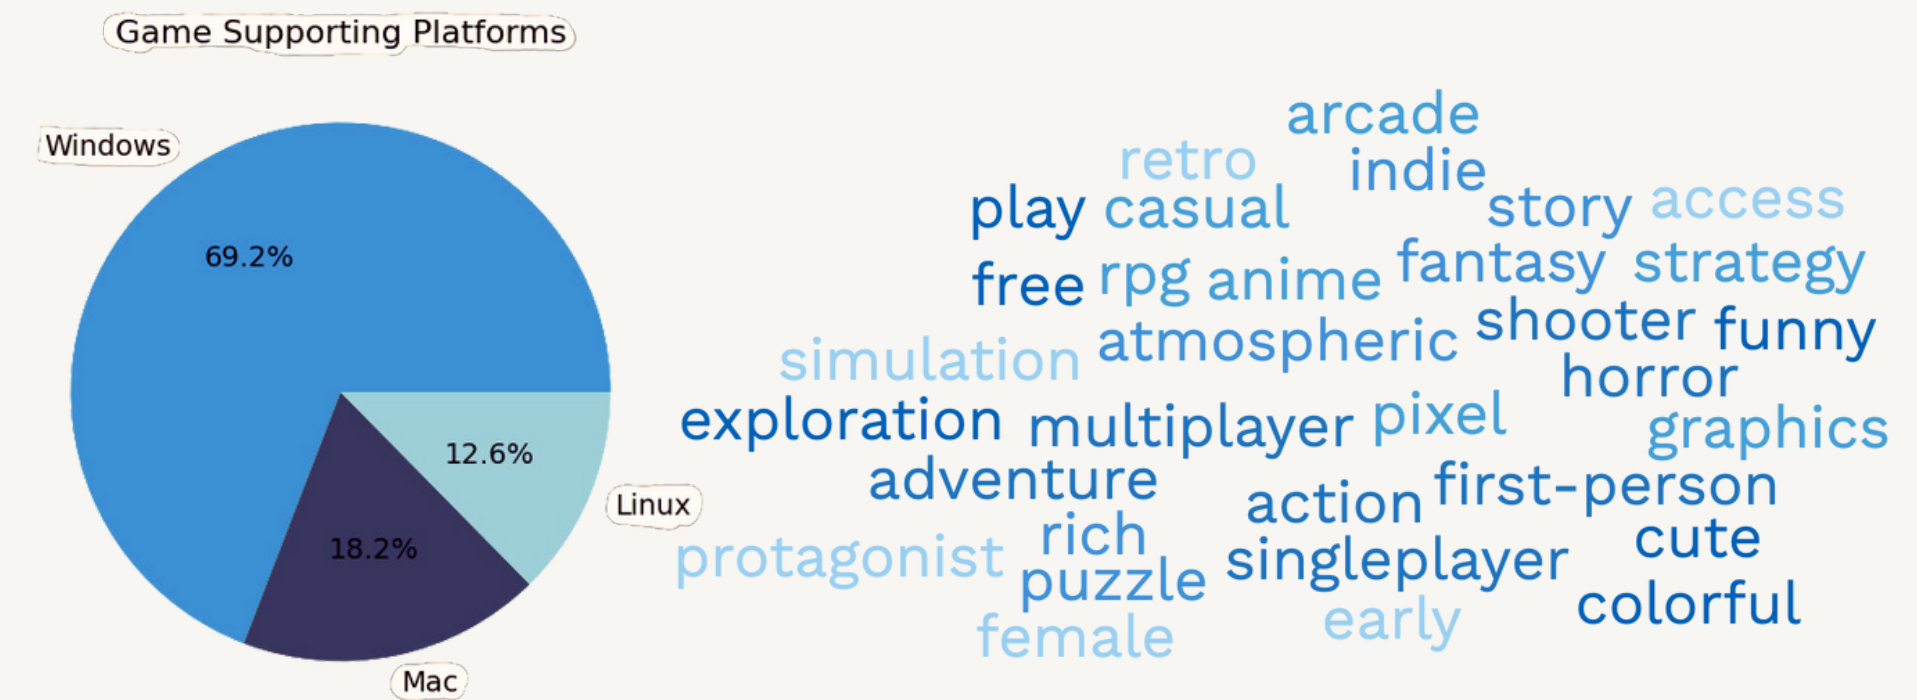 Game Supporting Platforms
Windows
69.2%
12.6%
Linux
18.2%
Mac
arcade
retro indie
play casual story access
free rpg anime fantasy strategy
simulation atmospheric shooter funny
horror
exploration multiplayer pixel graphics
adventure action first-person
protagonist rich singleplayer cute
puzzle colorful
female early